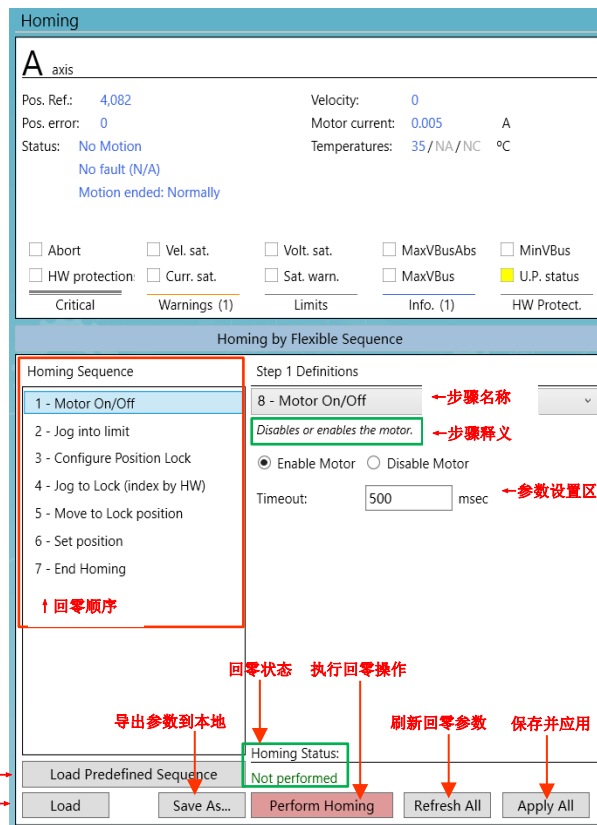 Homing
A axis
Pos. Ref.: 4,082 Velocity: 0
Pos. error: 0 Motor current: 0.005 A
Status: No Motion Temperatures: 35/NA/NC ºC
No fault (N/A)
Motion ended: Normally
Abort Vel. sat. Volt. sat. MaxVBusAbs MinVBus
HW protection: Curr. sat. Sat. warn. MaxVBus U.P. status
Critical Warnings (1) Limits Info. (1) HW Protect.
Homing by Flexible Sequence
Homing Sequence
1 - Motor On/Off
2 - Jog into limit
3 - Configure Position Lock
4 - Jog to Lock (index by HW)
5 - Move to Lock position
6 - Set position
7 - End Homing
↑回零顺序
Step 1 Definitions
8 - Motor On/Off ←步骤名称
Disables or enables the motor. ←步骤释义
Enable Motor Disable Motor
Timeout: 500 msec ←参数设置区
回零状态 执行回零操作
导出参数到本地 刷新回零参数 保存并应用
Homing Status:
Load Predefined Sequence Not performed
Load Save As... Perform Homing Refresh All Apply All